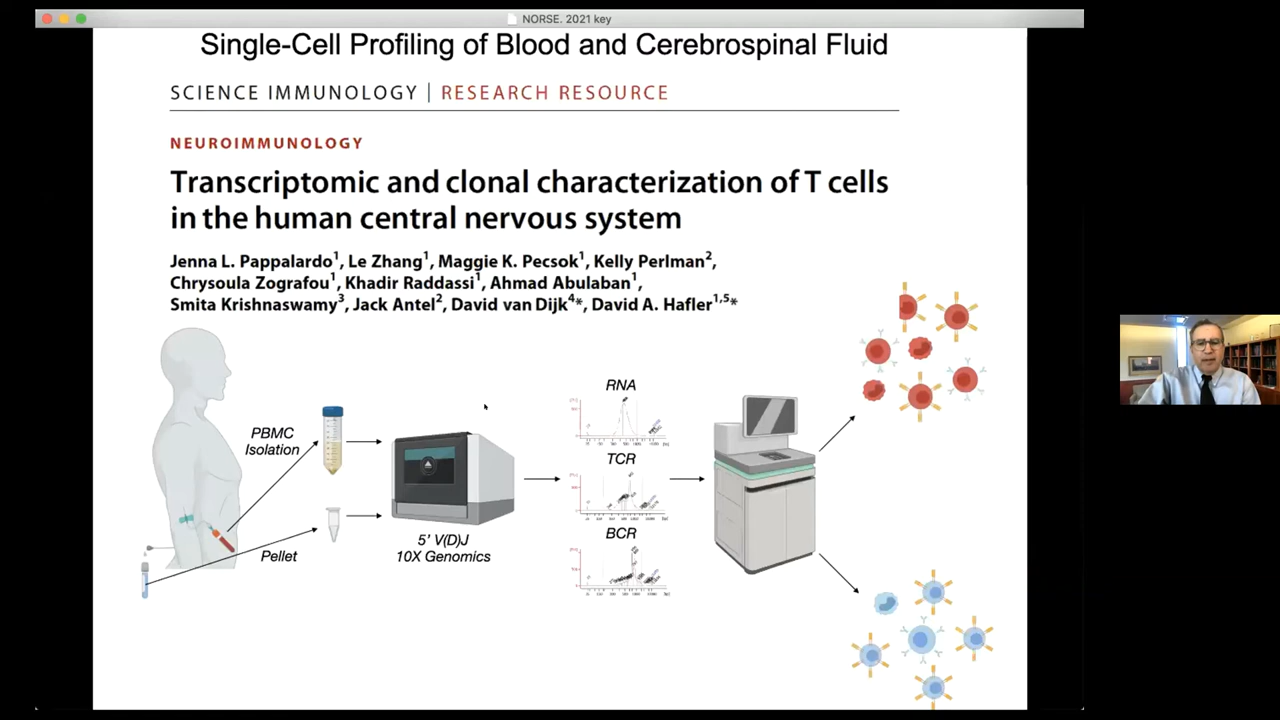 NORSE. 2021 key
Single-Cell Profiling of Blood and Cerebrospinal Fluid
SCIENCE IMMUNOLOGY | RESEARCH RESOURCE
NEUROIMMUNOLOGY
Transcriptomic and clonal characterization of T cells
in the human central nervous system
Jenna L. Pappalardo1, Le Zhang1, Maggie K. Pecsok1, Kelly Perlman2,
Chrysoula Zografou1, Khadir Raddassi1, Ahmad Abulaban1,
Smita Krishnaswamy3, Jack Antel2, David van Dijk4*, David A. Hafler1,5*
PBMC
Isolation
Pellet
5’ V(D)J
10X Genomics
RNA
TCR
BCR